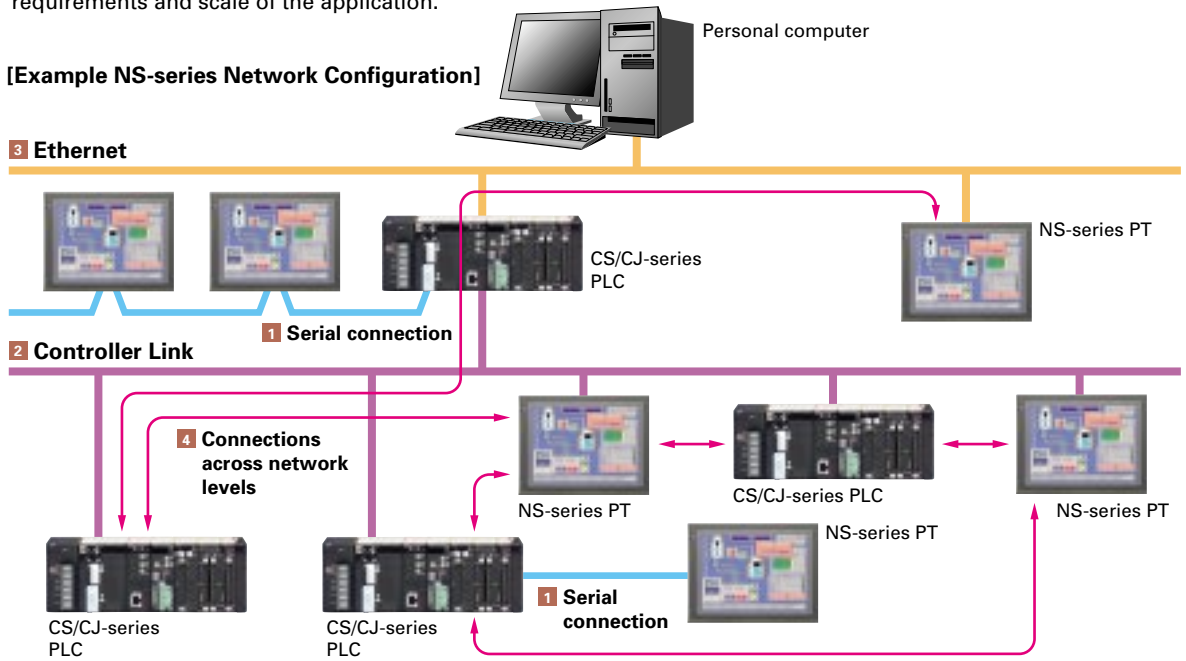 requirements and scale of the application.
Personal computer
[Example NS-series Network Configuration]
3 Ethernet
NS-series PT
CS/CJ-series
PLC
1 Serial connection
2 Controller Link
4 Connections
across network
levels
NS-series PT
CS/CJ-series PLC
NS-series PT
NS-series PT
1 Serial
connection
CS/CJ-series
PLC
CS/CJ-series
PLC